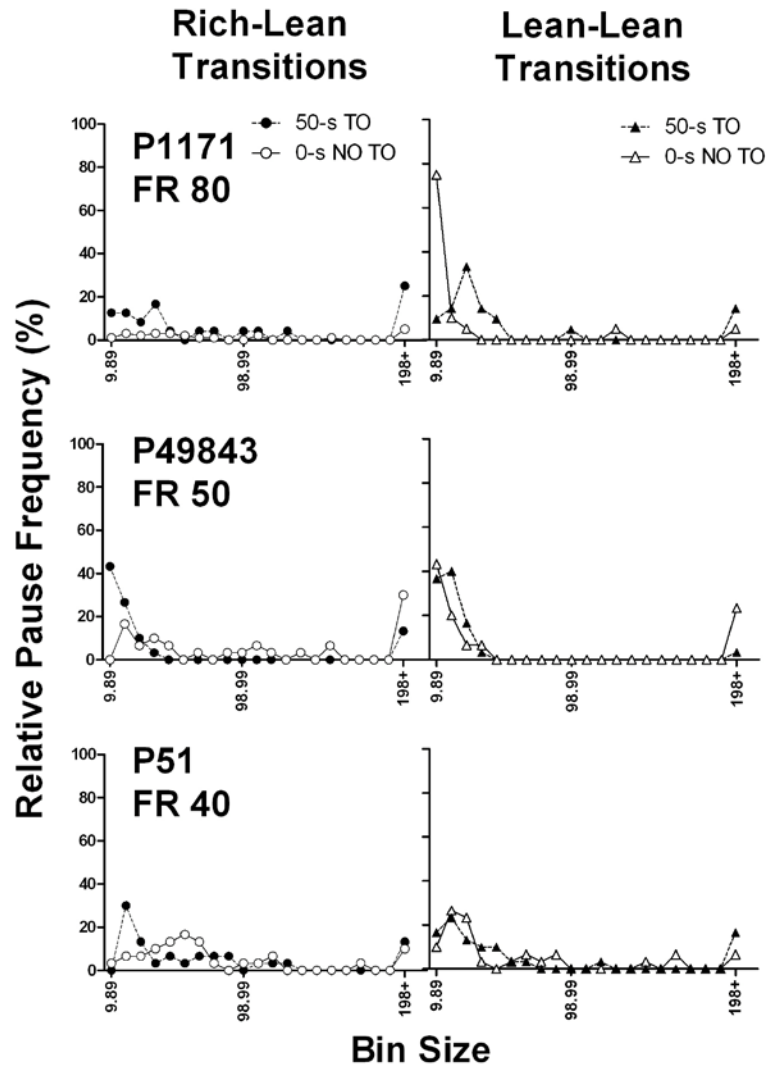 Rich-Lean
Transitions
Lean-Lean
Transitions
Relative Pause Frequency (%)
P1171
FR 80
50-s TO
0-s NO TO
50-s TO
0-s NO TO
100
80
60
40
20
0
9.89
98.99
198+
9.89
98.99
198+
P49843
FR 50
100
80
60
40
20
0
9.89
98.99
198+
9.89
98.99
198+
P51
FR 40
100
80
60
40
20
0
9.89
98.99
198+
9.89
98.99
198+
Bin Size